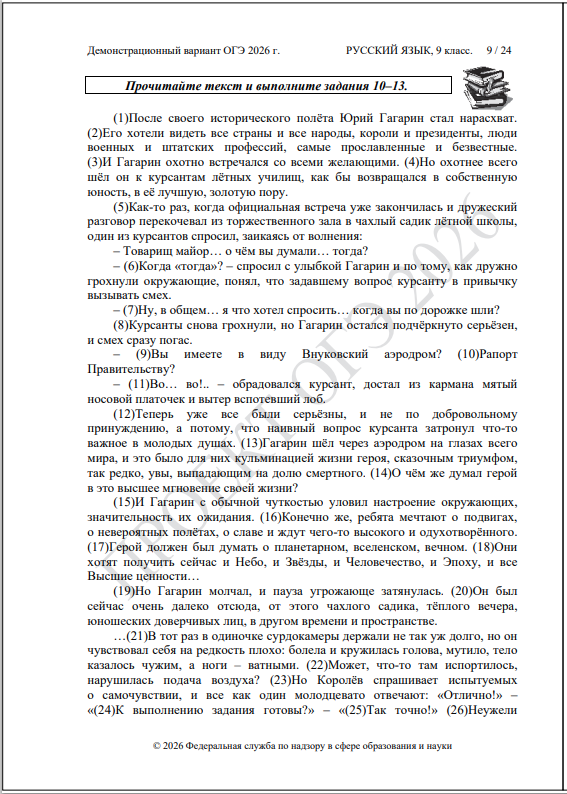 Демонстрационный вариант ОГЭ 2026 г. РУССКИЙ ЯЗЫК, 9 класс. 9 / 24
Прочитайте текст и выполните задания 10–13.
(1)После своего исторического полёта Юрий Гагарин стал нарасхват.
(2)Его хотели видеть все страны и все народы, короли и президенты, люди
военных и штатских профессий, самые прославленные и безвестные.
(3)И Гагарин охотно встречался со всеми желающими. (4)Но охотнее всего
шёл он к курсантам лётных училищ, как бы возвращался в собственную
юность, в её лучшую, золотую пору.
(5)Как-то раз, когда официальная встреча уже закончилась и дружеский
разговор перекочевал из торжественного зала в чахлый садик лётной школы,
один из курсантов спросил, заикаясь от волнения:
– Товарищ майор… о чём вы думали… тогда?
– (6)Когда «тогда»? – спросил с улыбкой Гагарин и по тому, как дружно
грохнули окружающие, понял, что задавшему вопрос курсанту в привычку
вызывать смех.
– (7)Ну, в общем… я что хотел спросить… когда вы по дорожке шли?
(8)Курсанты снова грохнули, но Гагарин остался подчёркнуто серьёзен,
и смех сразу погас.
– (9)Вы имеете в виду Внуковский аэродром? (10)Рапорт
Правительству?
– (11)Во… во!.. – обрадовался курсант, достал из кармана мятый
носовой платочек и вытер вспотевший лоб.
(12)Теперь уже все были серьёзны, и не по добровольному
принуждению, а потому, что наивный вопрос курсанта затронул что-то
важное в молодых душах. (13)Гагарин шёл через аэродром на глазах всего
мира, и это было для них кульминацией жизни героя, сказочным триумфом,
так редко, увы, выпадающим на долю смертного. (14)О чём же думал герой
в это высшее мгновение своей жизни?
(15)И Гагарин с обычной чуткостью уловил настроение окружающих,
значительность их ожидания. (16)Конечно же, ребята мечтают о подвигах,
о невероятных полётах, о славе и ждут чего-то высокого и одухотворённого.
(17)Герой должен был думать о планетарном, вселенском, вечном. (18)Они
хотят получить сейчас и Небо, и Звёзды, и Человечество, и Эпоху, и все
Высшие ценности…
(19)Но Гагарин молчал, и пауза угрожающе затянулась. (20)Он был
сейчас очень далеко отсюда, от этого чахлого садика, тёплого вечера,
юношеских доверчивых лиц, в другом времени и пространстве.
…(21)В тот раз в одиночке сурдокамеры держали не так уж долго, но он
чувствовал себя на редкость плохо: болела и кружилась голова, мутило, тело
казалось чужим, а ноги – ватными. (22)Может, что-то там испортилось,
нарушилась подача воздуха? (23)Но Королёв спрашивает испытуемых
о самочувствии, и все как один молодцевато отвечают: «Отлично!» –
«(24)К выполнению задания готовы?» – «(25)Так точно!» (26)Неужели
ПРОЕКТ ОГЭ 2026
© 2026 Федеральная служба по надзору в сфере образования и науки